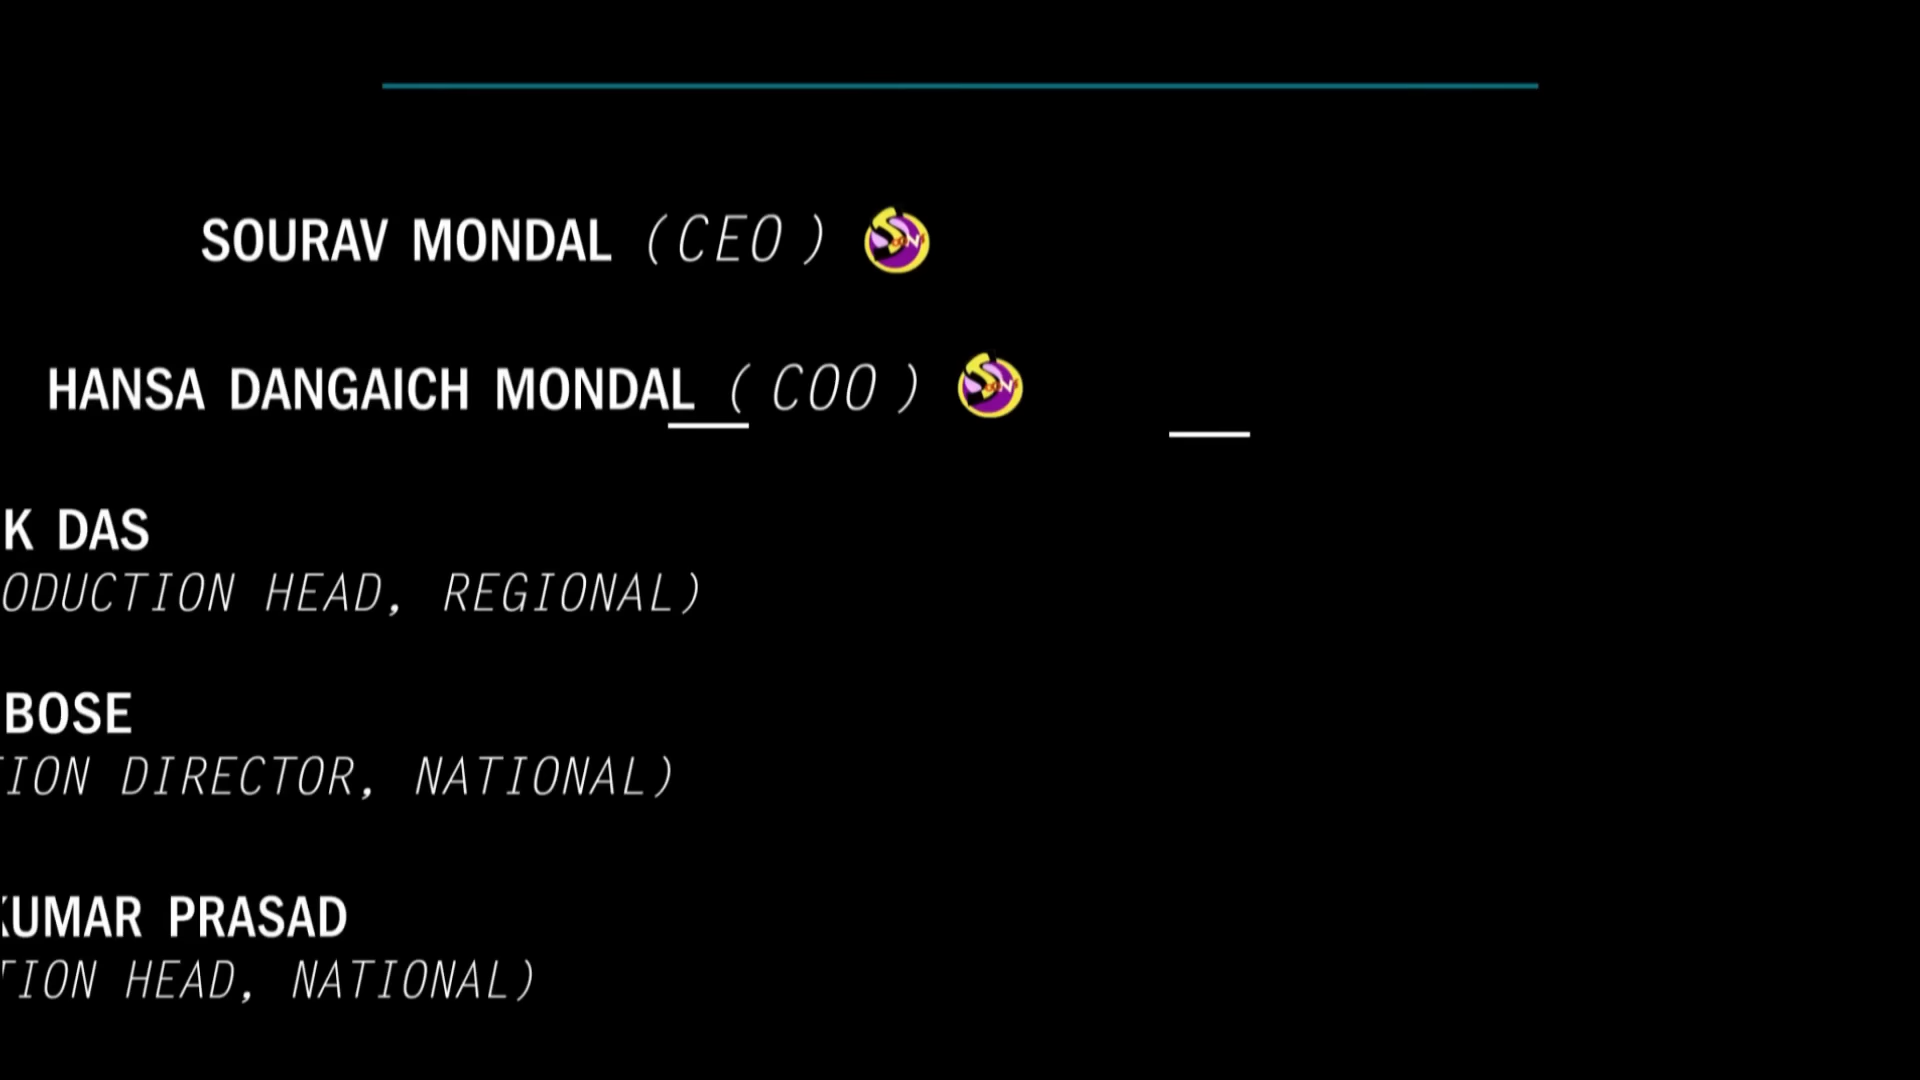 SOURAV MONDAL (CEO )
HANSA DANGAICH MONDAL ( COO )
K DAS
ODUCTION HEAD, REGIONAL)
BOSE
ION DIRECTOR, NATIONAL)
KUMAR PRASAD
TION HEAD, NATIONAL)